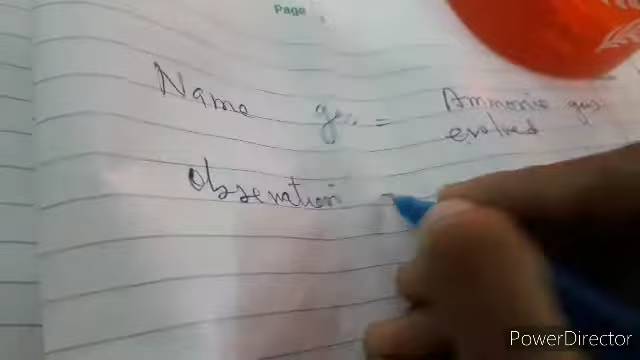 Page
Name gas = Ammonia gas
evolved
Observation -
PowerDirector